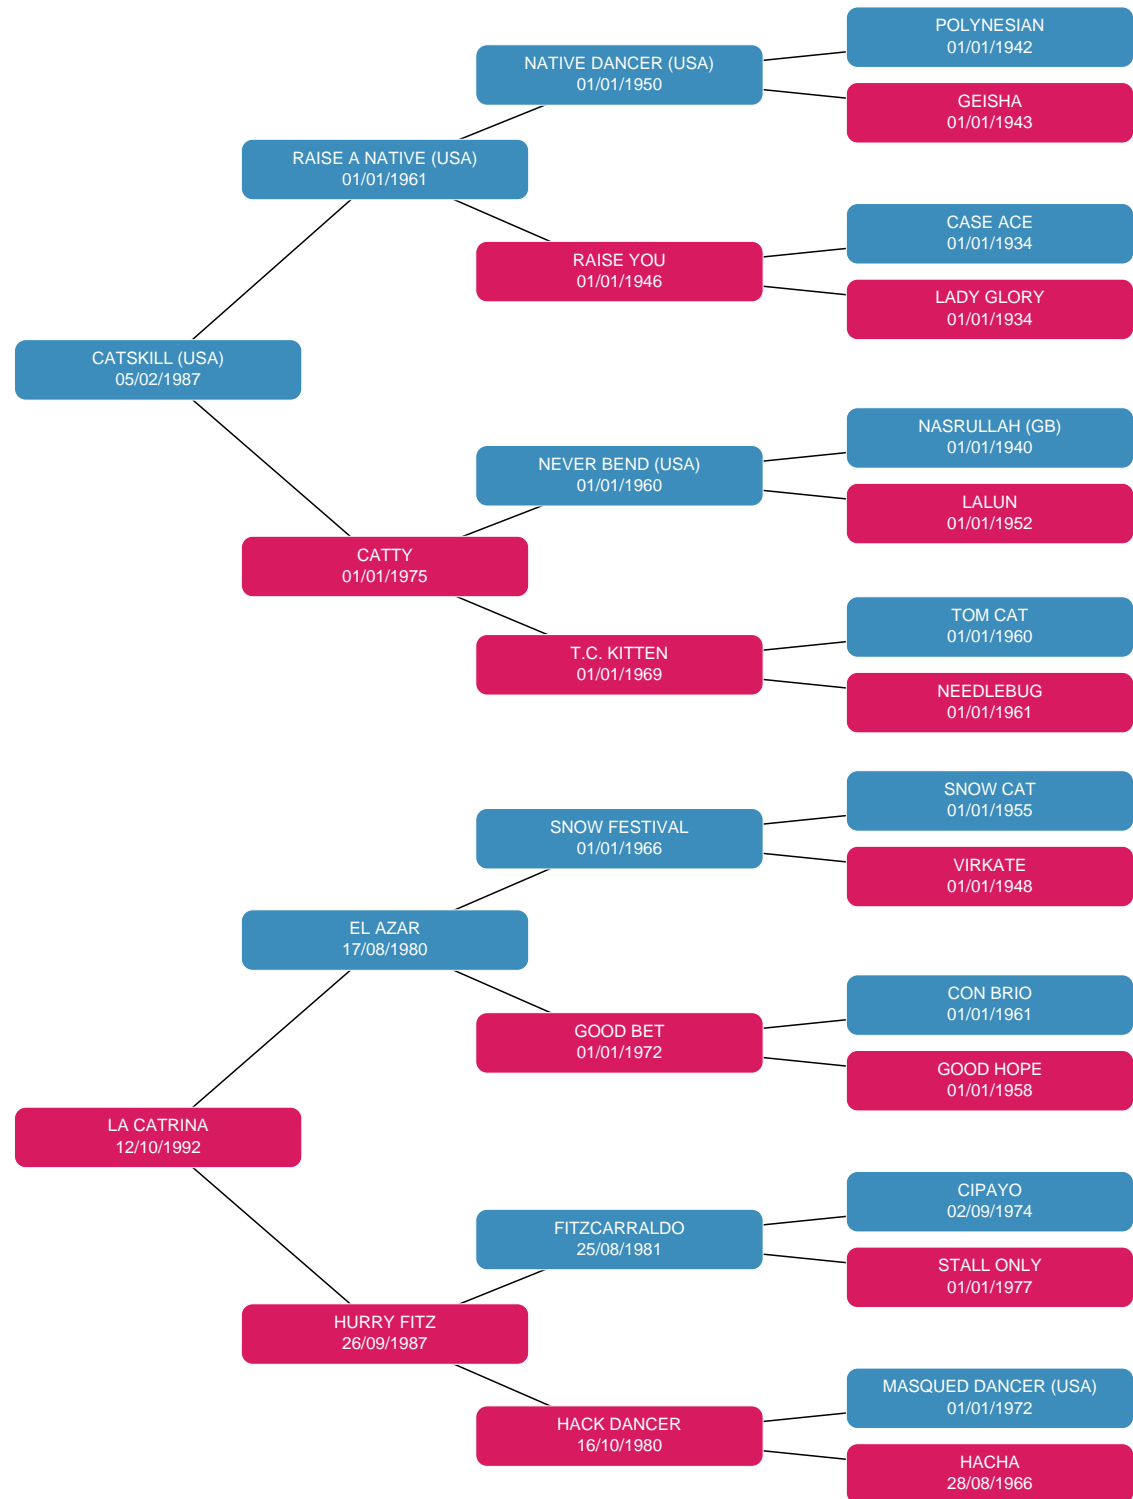 POLYNESIAN
01/01/1942
NATIVE DANCER (USA)
01/01/1950
GEISHA
01/01/1943
RAISE A NATIVE (USA)
01/01/1961
CASE ACE
01/01/1934
RAISE YOU
01/01/1946
LADY GLORY
01/01/1934
CATSKILL (USA)
05/02/1987
NASRULLAH (GB)
01/01/1940
NEVER BEND (USA)
01/01/1960
LALUN
01/01/1952
CATTY
01/01/1975
TOM CAT
01/01/1960
T.C. KITTEN
01/01/1969
NEEDLEBUG
01/01/1961
SNOW CAT
01/01/1955
SNOW FESTIVAL
01/01/1966
VIRKATE
01/01/1948
EL AZAR
17/08/1980
CON BRIO
01/01/1961
GOOD BET
01/01/1972
GOOD HOPE
01/01/1958
LA CATRINA
12/10/1992
CIPAYO
02/09/1974
FITZCARRALDO
25/08/1981
STALL ONLY
01/01/1977
HURRY FITZ
26/09/1987
MASQUED DANCER (USA)
01/01/1972
HACK DANCER
16/10/1980
HACHA
28/08/1966